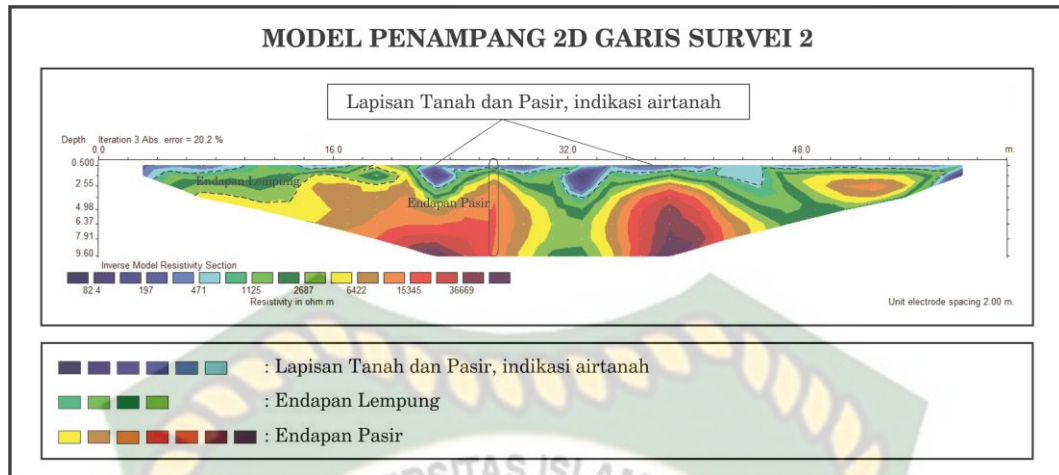 MODEL PENAMPANG 2D GARIS SURVEI 2
Lapisan Tanah dan Pasir, indikasi airtanah
Depth Iteration 3 Abs. error = 20.2 %
0.0 16.0 32.0 48.0 m.
0.500
2.55
4.98
6.37
7.91
9.60
Endapan Lempung
Endapan Pasir
Inverse Model Resistivity Section
82.4 197 471 1125 2687 6422 15345 36669
Resistivity in ohm.m
Unit electrode spacing 2.00 m.
: Lapisan Tanah dan Pasir, indikasi airtanah
: Endapan Lempung
: Endapan Pasir